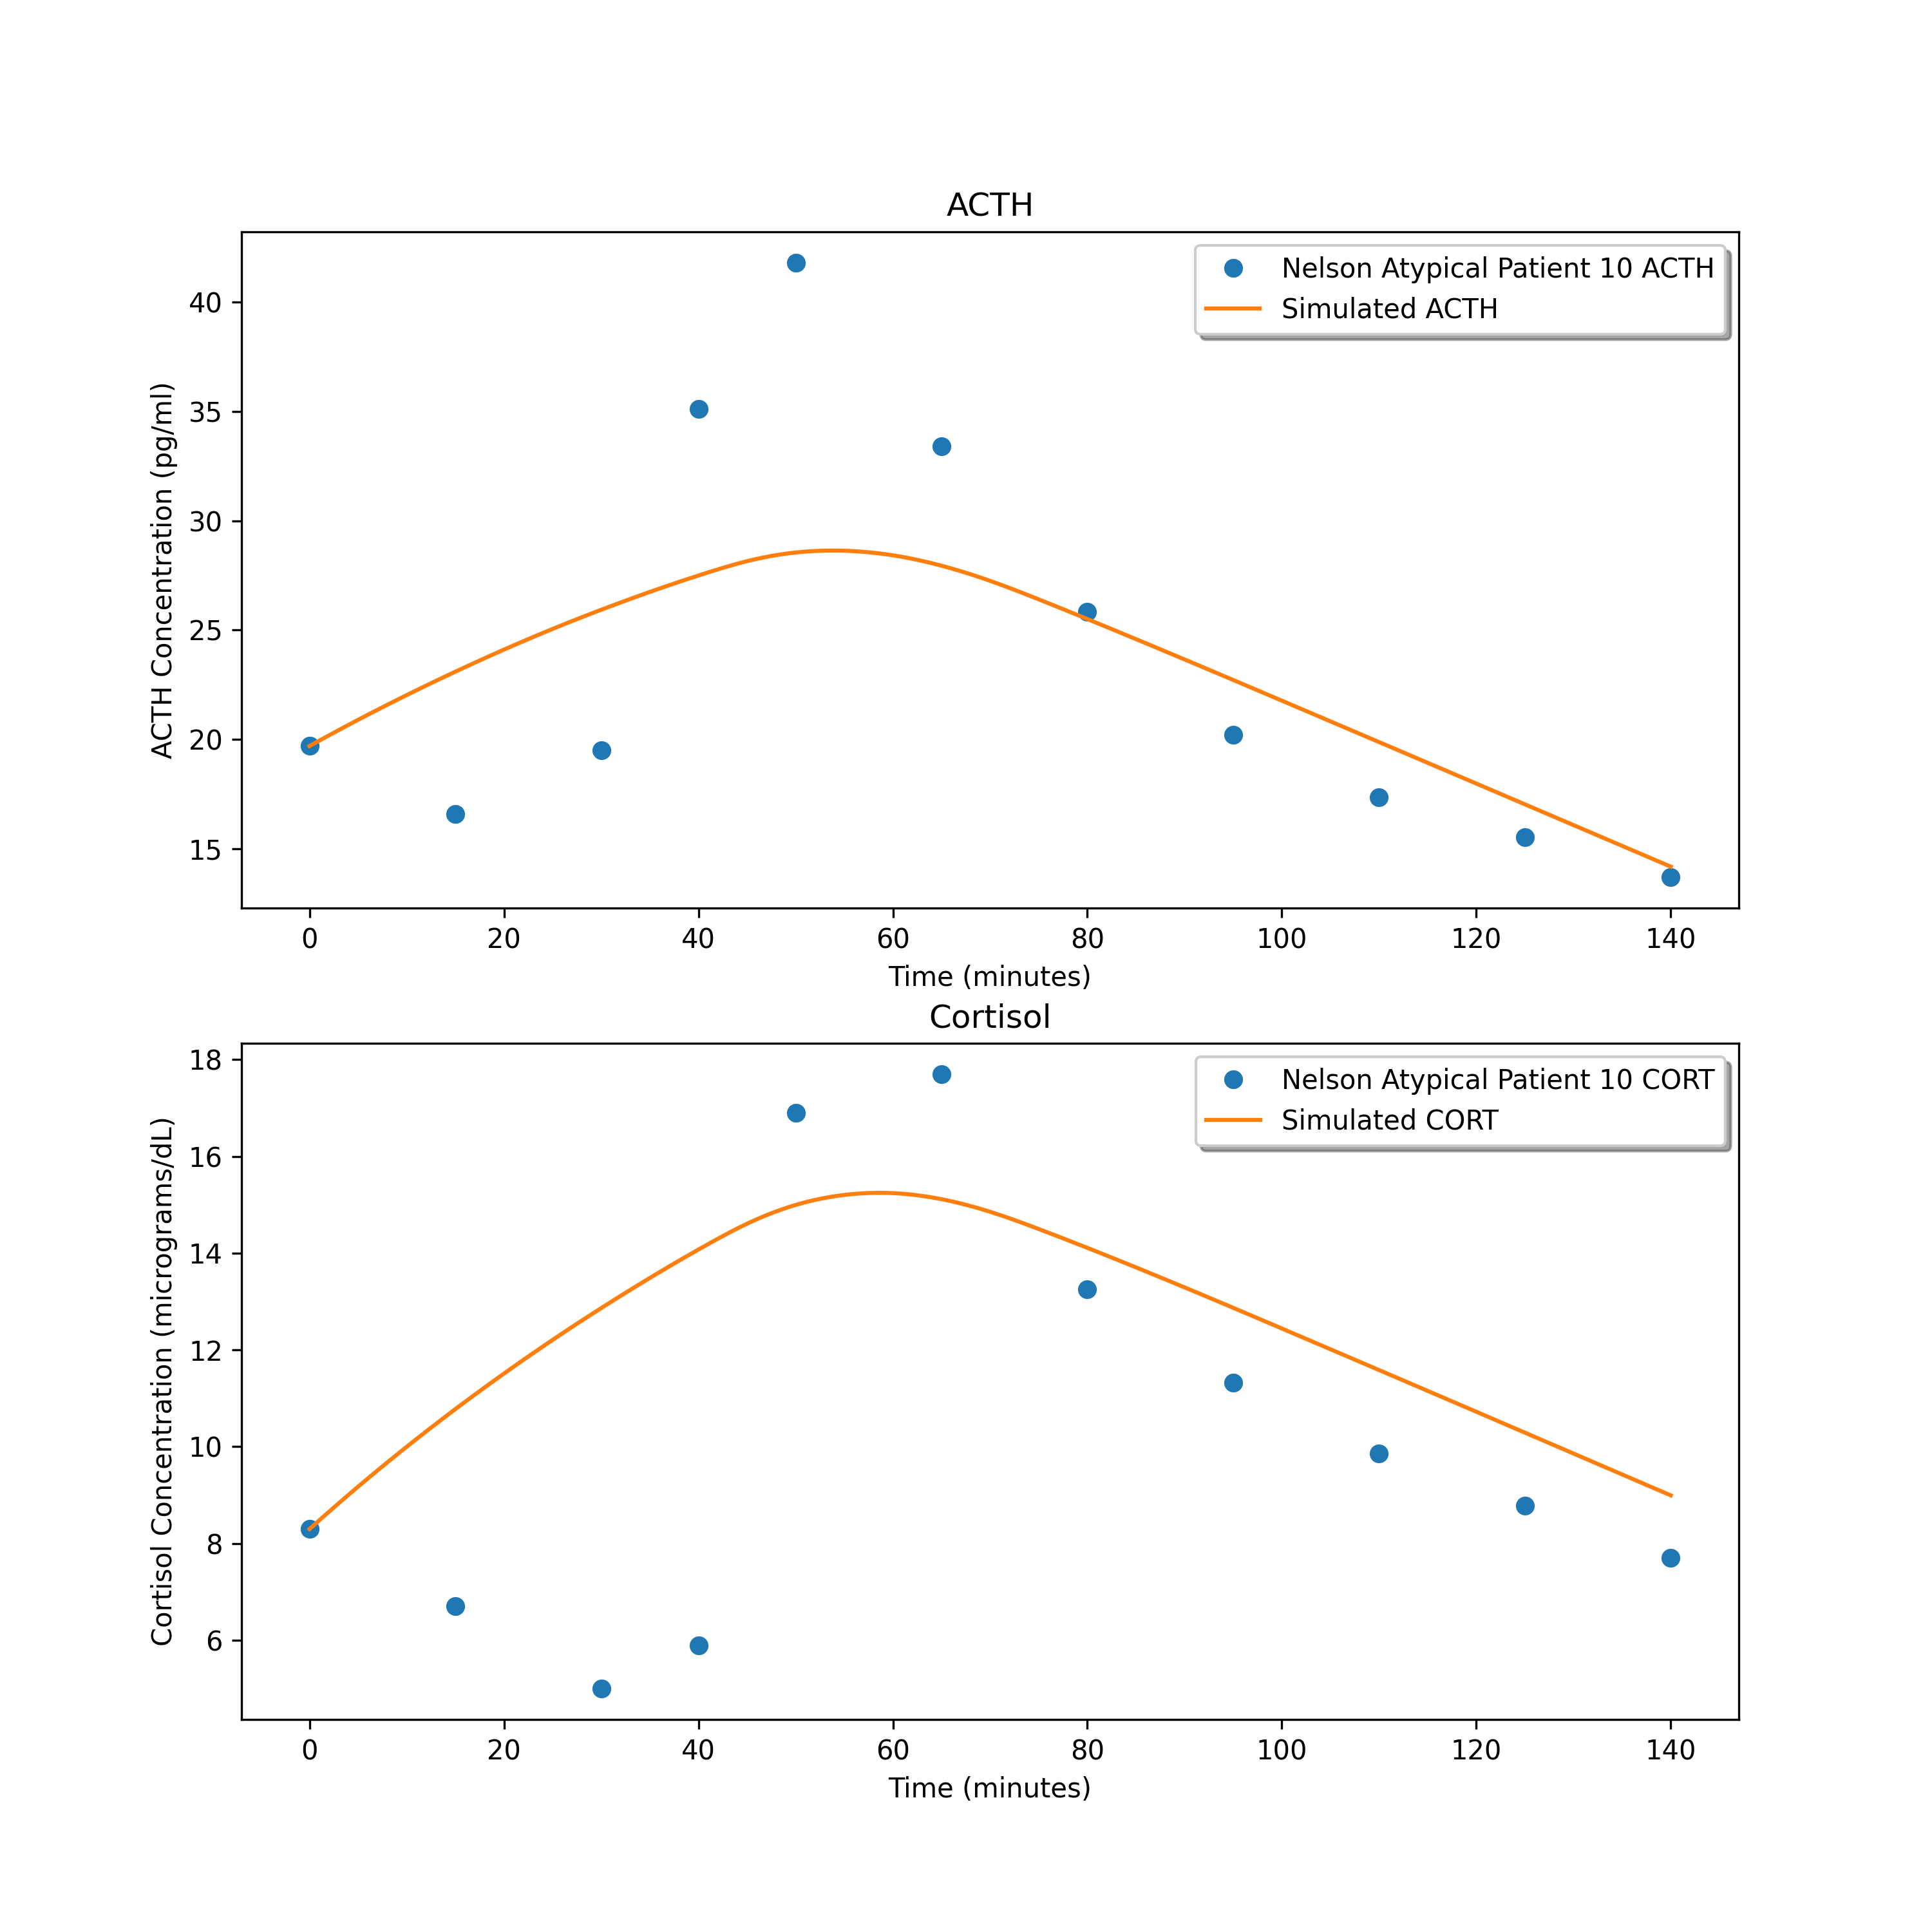 ACTH
Nelson Atypical Patient 10 ACTH
Simulated ACTH
ACTH Concentration (pg/ml)
40
35
30
25
20
15
0 20 40 60 80 100 120 140
Time (minutes)
Cortisol
Nelson Atypical Patient 10 CORT
Simulated CORT
Cortisol Concentration (micrograms/dL)
18
16
14
12
10
8
6
0 20 40 60 80 100 120 140
Time (minutes)